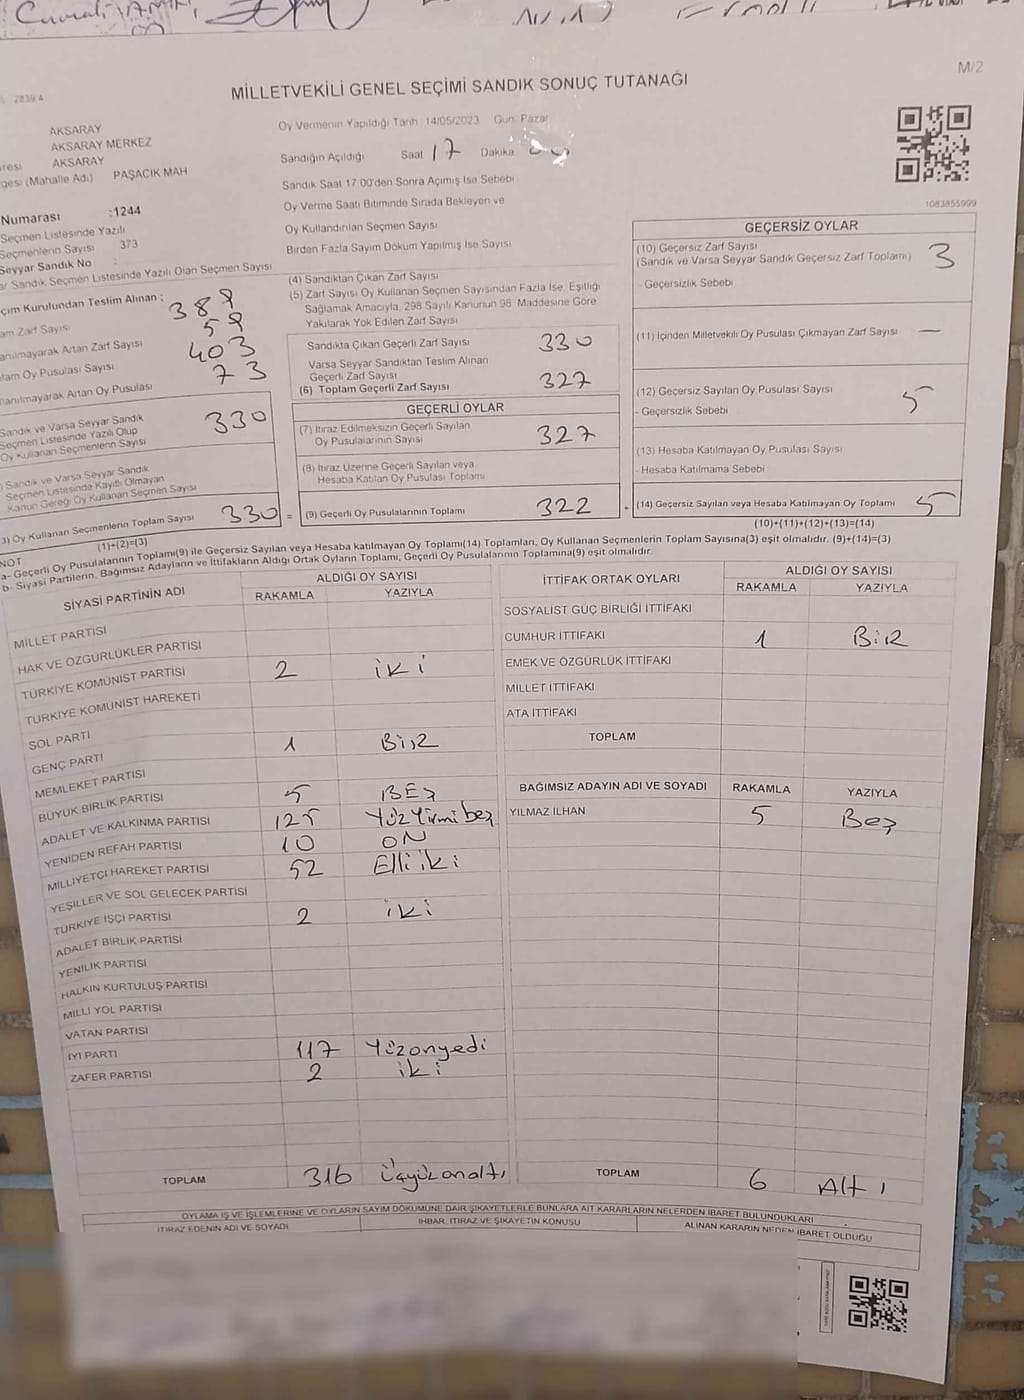 MİLLETVEKİLİ GENEL SEÇİMİ SANDIK SONUÇ TUTANAĞI
M/2
AKSARAY
AKSARAY MERKEZ
AKSARAY
gesi (Mahalle Adı) PAŞACIK MAH
Numarası :1244
Seçmen Listesinde Yazılı
Seçmenlerin Sayısı 373
Seyyar Sandık No :
ar Sandık Seçmen Listesinde Yazılı Olan Seçmen Sayısı
çim Kurulundan Teslim Alınan :
am Zarf Sayısı 389
anılmayarak Artan Zarf Sayısı 59
lam Oy Pusulası Sayısı 403
llanılmayarak Artan Oy Pusulası 73
Sandık ve Varsa Seyyar Sandık
Seçmen Listesinde Yazılı Olup
Oy Kullanan Seçmenlerin Sayısı 330
) Sandık ve Varsa Seyyar Sandık
Seçmen Listesinde Kayıtlı Olmayan
Kanun Gereği Oy Kullanan Seçmen Sayısı
3) Oy Kullanan Seçmenlerin Toplam Sayısı 330 =
(1)+(2)=(3)
Oy Vermenin Yapıldığı Tarih 14/05/2023 Gün Pazar
Sandığın Açıldığı Saat 17 Dakika
Sandık Saat 17 00'den Sonra Açımış İse Sebebi
Oy Verme Saati Bitiminde Sırada Bekleyen ve
Oy Kullandırılan Seçmen Sayısı
Birden Fazla Sayım Döküm Yapılmış İse Sayısı
(4) Sandıktan Çıkan Zarf Sayısı
(5) Zarf Sayısı Oy Kullanan Seçmen Sayısından Fazla İse, Eşitliği
Sağlamak Amacıyla, 298 Sayılı Kanunun 98. Maddesine Göre
Yakılarak Yok Edilen Zarf Sayısı
Sandıkta Çıkan Geçerli Zarf Sayısı 330
Varsa Seyyar Sandıktan Teslim Alınan
Geçerli Zarf Sayısı
(6) Toplam Geçerli Zarf Sayısı 327
GEÇERLİ OYLAR
(7) İtiraz Edilmeksizin Geçerli Sayılan
Oy Pusulalarının Sayısı 327
(8) İtiraz Üzerine Geçerli Sayılan veya
Hesaba Katılan Oy Pusulası Toplamı
(9) Geçerli Oy Pusulalarının Toplamı 322
1083855999
GEÇERSİZ OYLAR
(10) Geçersiz Zarf Sayısı
(Sandık ve Varsa Seyyar Sandık Geçersiz Zarf Toplamı) 3
- Geçersizlik Sebebi
(11) İçinden Milletvekili Oy Pusulası Çıkmayan Zarf Sayısı —
(12) Geçersiz Sayılan Oy Pusulası Sayısı
- Geçersizlik Sebebi 5
(13) Hesaba Katılmayan Oy Pusulası Sayısı
- Hesaba Katılmama Sebebi
(14) Geçersiz Sayılan veya Hesaba Katılmayan Oy Toplamı 5
(10)+(11)+(12)+(13)=(14)
NOT
a- Geçerli Oy Pusulalarının Toplamı(9) ile Geçersiz Sayılan veya Hesaba katılmayan Oy Toplamı(14) Toplamları, Oy Kullanan Seçmenlerin Toplam Sayısına(3) eşit olmalıdır. (9)+(14)=(3)
b- Siyasi Partilerin, Bağımsız Adayların ve İttifakların Aldığı Ortak Oyların Toplamı, Geçerli Oy Pusulalarının Toplamına(9) eşit olmalıdır.
SİYASİ PARTİNİN ADI ALDIĞI OY SAYISI
RAKAMLA YAZIYLA
MİLLET PARTİSİ
HAK VE ÖZGÜRLÜKLER PARTİSİ
TÜRKİYE KOMÜNİST PARTİSİ 2 iki
TÜRKİYE KOMÜNİST HAREKETİ
SOL PARTİ
GENÇ PARTİ 1 Bir
MEMLEKET PARTİSİ
BÜYÜK BİRLİK PARTİSİ 5 BEŞ
ADALET VE KALKINMA PARTİSİ 125 Yüzyirmibeş
YENİDEN REFAH PARTİSİ 10 ON
MİLLİYETÇİ HAREKET PARTİSİ 52 Elliiki
YEŞİLLER VE SOL GELECEK PARTİSİ
TÜRKİYE İŞÇİ PARTİSİ 2 iki
ADALET BİRLİK PARTİSİ
YENİLİK PARTİSİ
HALKIN KURTULUŞ PARTİSİ
MİLLİ YOL PARTİSİ
VATAN PARTİSİ
İYİ PARTİ 117 Yüzonyedi
ZAFER PARTİSİ 2 iki
TOPLAM 316 Üçyüzonaltı
İTTİFAK ORTAK OYLARI ALDIĞI OY SAYISI
RAKAMLA YAZIYLA
SOSYALİST GÜÇ BİRLİĞİ İTTİFAKI
CUMHUR İTTİFAKI 1 BİR
EMEK VE ÖZGÜRLÜK İTTİFAKI
MİLLET İTTİFAKI
ATA İTTİFAKI
TOPLAM
BAĞIMSIZ ADAYIN ADI VE SOYADI RAKAMLA YAZIYLA
YILMAZ İLHAN 5 Beş
TOPLAM 6 Altı
OYLAMA İŞ VE İŞLEMLERİNE VE OYLARIN SAYIM DÖKÜMÜNE DAİR ŞİKAYETLERLE BUNLARA AİT KARARLARIN NELERDEN İBARET BULUNDUKLARI
İTİRAZ EDENİN ADI VE SOYADI İHBAR, İTİRAZ VE ŞİKAYETİN KONUSU ALINAN KARARIN NEDEN İBARET OLDUĞU